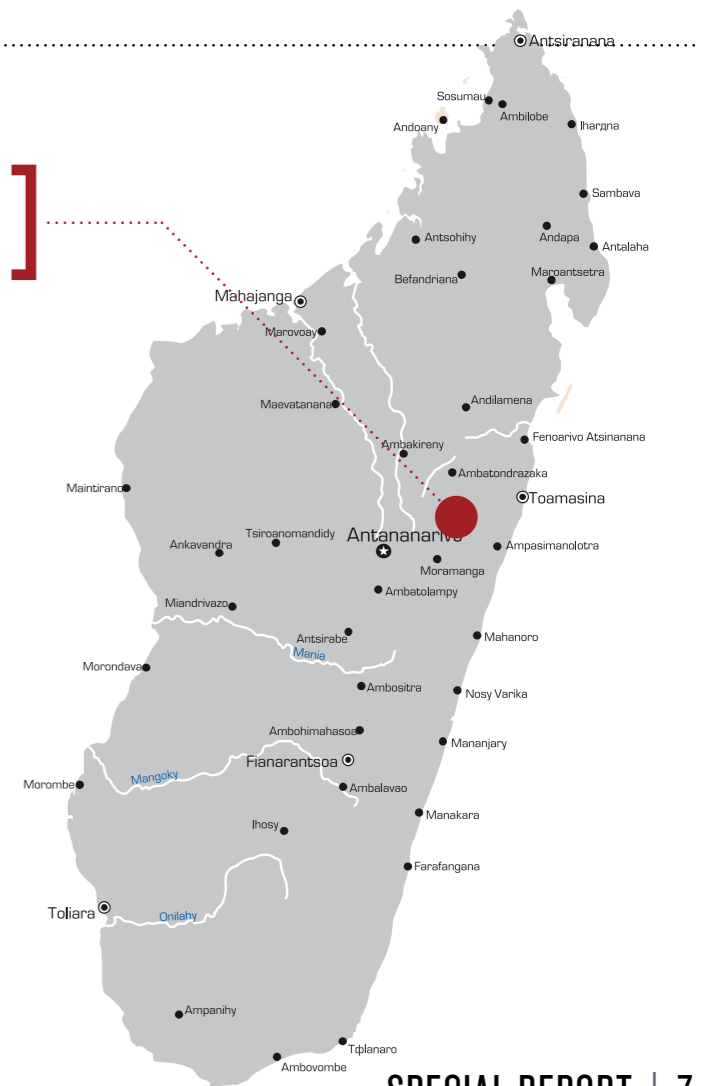 Antsiranana
Sosumau
Ambilobe
Andoany
Iharдna
Sambava
Andapa
Antsohihy
Antalaha
Befandriana
Maroantsetra
Mahajanga
Marovoay
Maevatanana
Andilamena
Fenoarivo Atsinanana
Ambakireny
Ambatondrazaka
Maintirano
Toamasina
Tsiroanomandidy
Antananarivo
Ankavandra
Ampasimanolotra
Moramanga
Ambatolampy
Miandrivazo
Antsirabe
Mahanoro
Mania
Morondava
Ambositra
Nosy Varika
Ambohimahasoa
Mananjary
Fianarantsoa
Mangoky
Morombe
Ambalavao
Manakara
Ihosy
Farafangana
Toliara
Onilahy
Ampanihy
Tфlanaro
Ambovombe
SPECIAL REPORT | 7